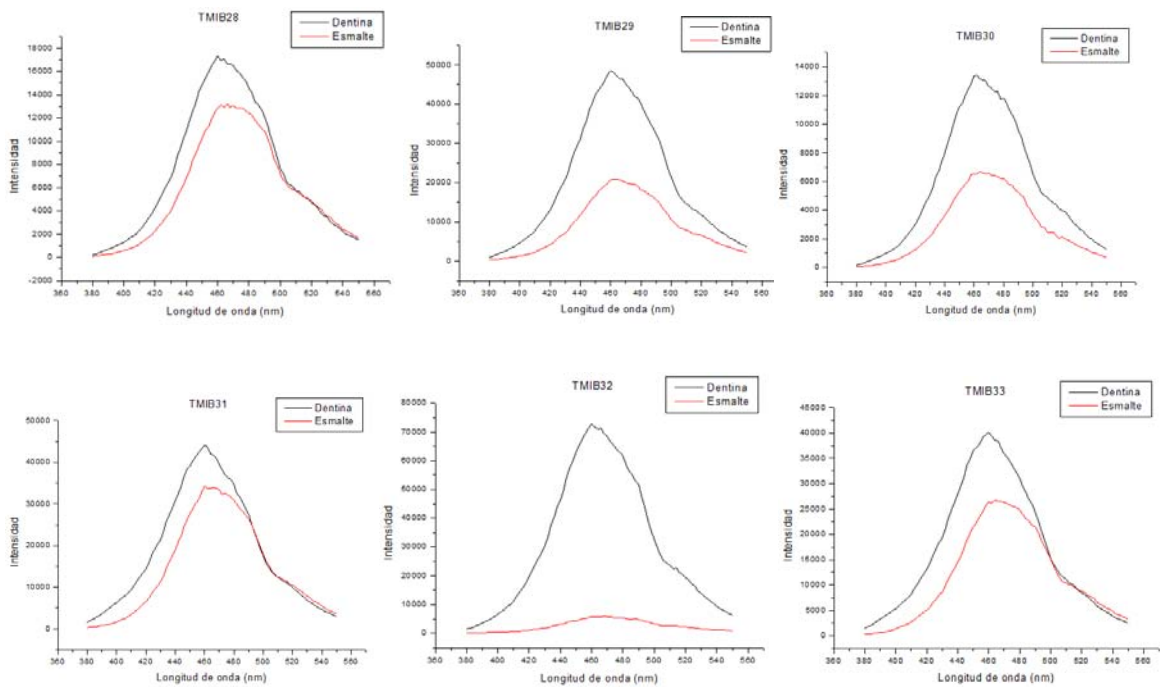 TMIB28
Dentina
Esmalte
18000
16000
14000
12000
10000
8000
6000
4000
2000
0
-2000
Intensidad
360 380 400 420 440 460 480 500 520 540 560
Longitud de onda (nm)
TMIB29
Dentina
Esmalte
50000
40000
30000
20000
10000
0
Intensidad
360 380 400 420 440 460 480 500 520 540 560
Longitud de onda (nm)
TMIB30
Dentina
Esmalte
14000
12000
10000
8000
6000
4000
2000
0
Intensidad
360 380 400 420 440 460 480 500 520 540 560
Longitud de onda (nm)
TMIB31
Dentina
Esmalte
50000
40000
30000
20000
10000
0
Intensidad
360 380 400 420 440 460 480 500 520 540 560
Longitud de onda (nm)
TMIB32
Dentina
Esmalte
80000
70000
60000
50000
40000
30000
20000
10000
0
Intensidad
360 380 400 420 440 460 480 500 520 540 560
Longitud de onda (nm)
TMIB33
Dentina
Esmalte
45000
40000
35000
30000
25000
20000
15000
10000
5000
0
Intensidad
360 380 400 420 440 460 480 500 520 540 560
Longitud de onda (nm)